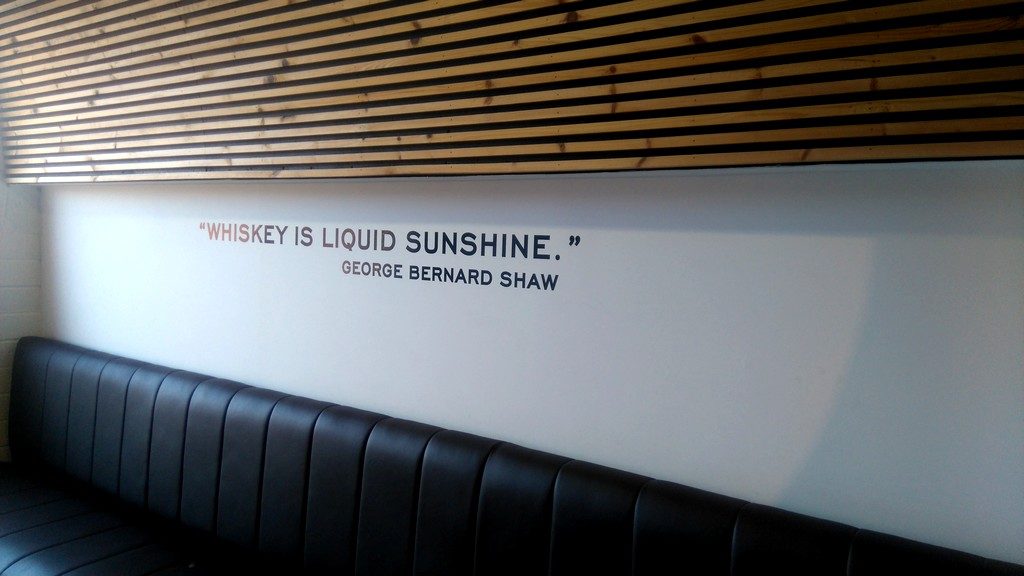 “WHISKEY IS LIQUID SUNSHINE.”
GEORGE BERNARD SHAW